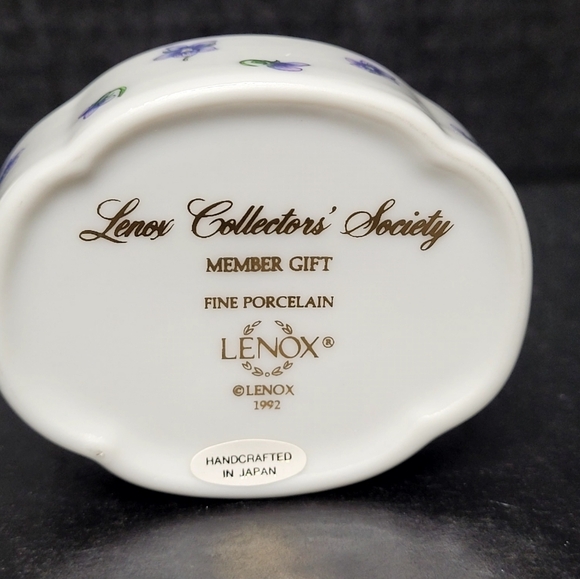 Lenox Collectors' Society
MEMBER GIFT
FINE PORCELAIN
LENOX®
©LENOX
1992
HANDCRAFTED
IN JAPAN